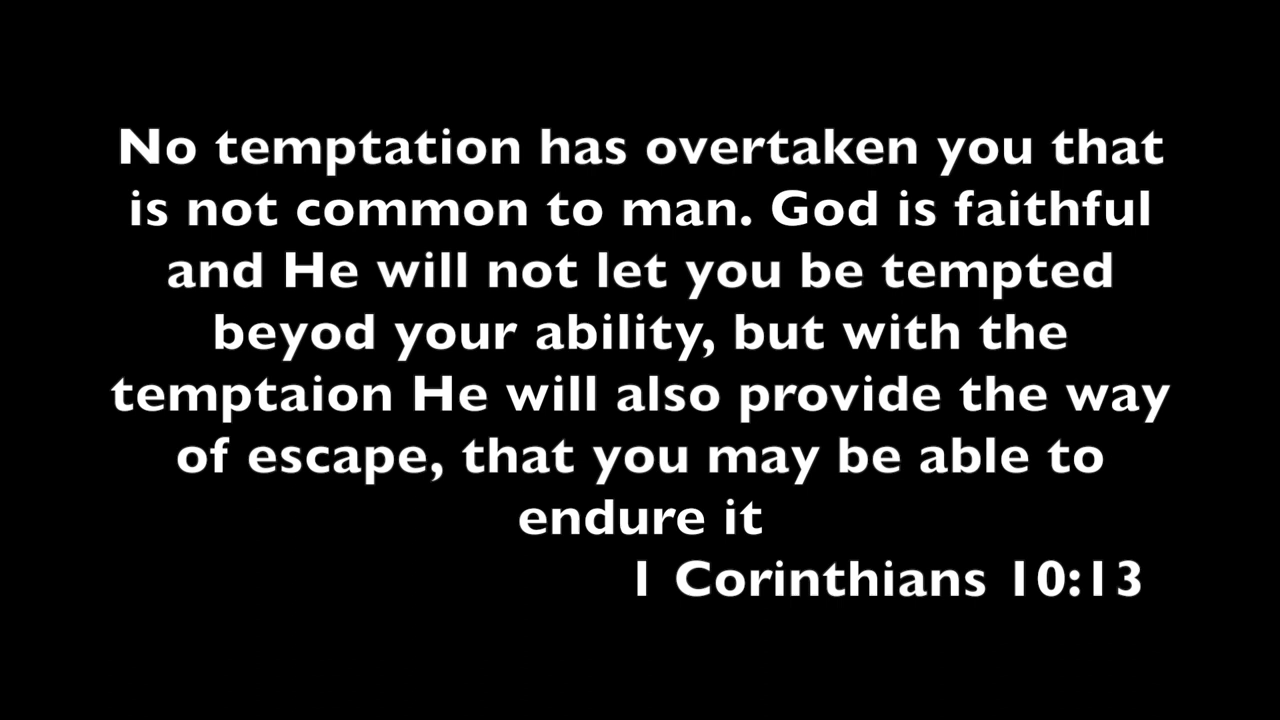 No temptation has overtaken you that
is not common to man. God is faithful
and He will not let you be tempted
beyod your ability, but with the
temptaion He will also provide the way
of escape, that you may be able to
endure it
1 Corinthians 10:13